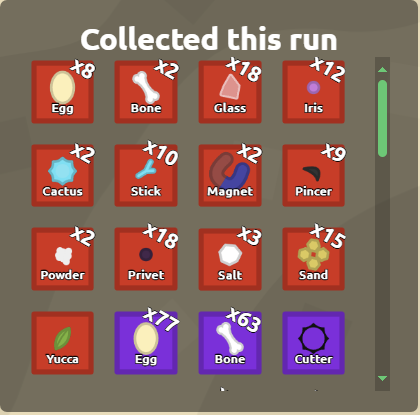 Collected this run
x8 x2 x18 x12
Egg Bone Glass Iris
x2 x10 x2 x9
Cactus Stick Magnet Pincer
x2 x18 x3 x15
Powder Privet Salt Sand
x77 x63
Yucca Egg Bone Cutter